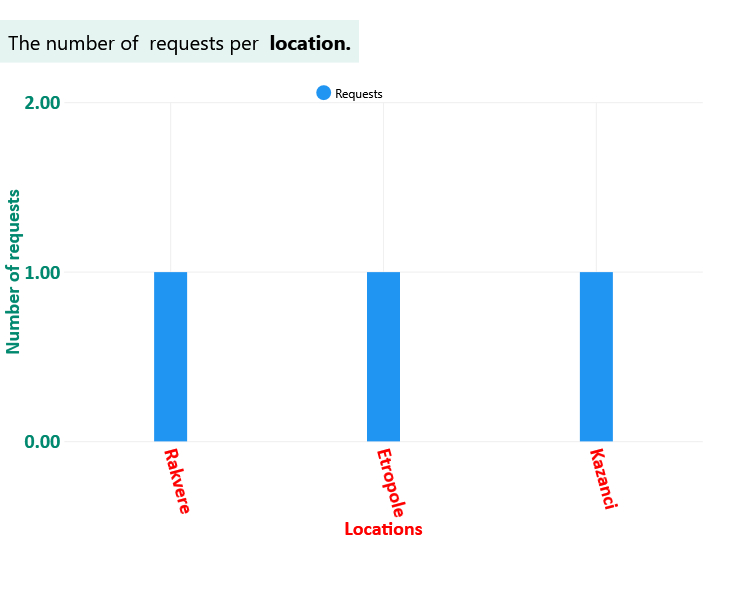 The number of  requests per  location.
Requests
2.00
1.00
0.00
Number of requests
Rakvere
Etropole
Kazanci
Locations